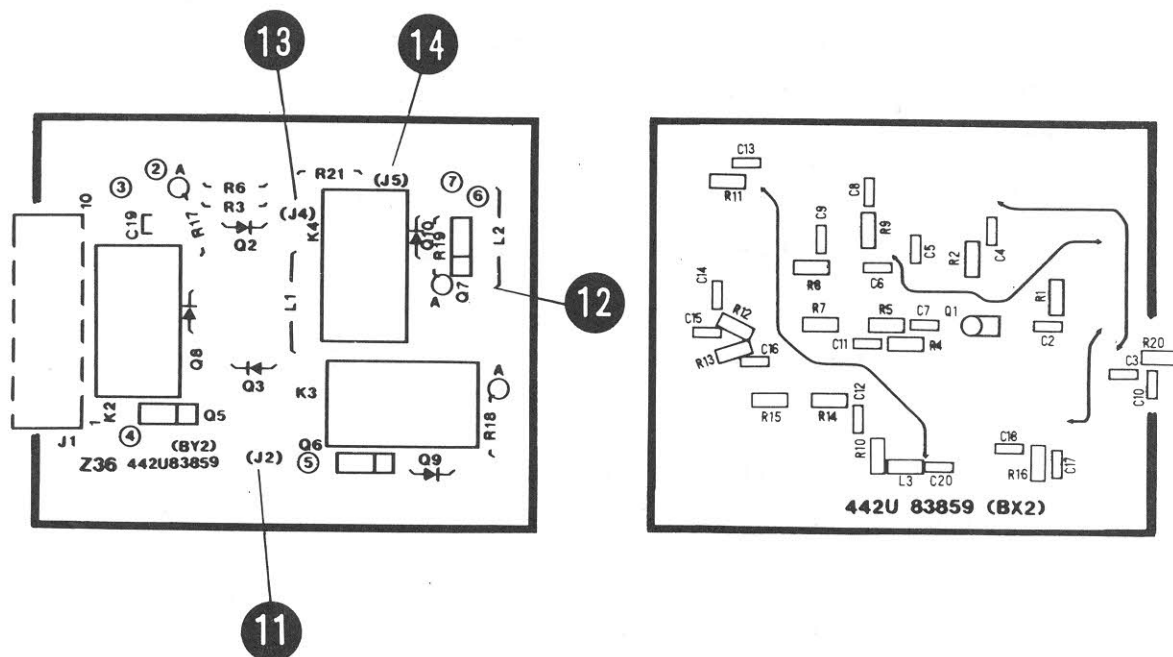 13
14
2
A
3
R21
(J5)
7
6
R6
R3
(J4)
10
C19
R17
Q2
K4
Q10
R19
L2
A
Q7
12
L1
Q8
Q3
K3
A
R18
J1
1
K2
Q5
4
(BY2)
Z36 442U83859
(J2)
Q6
5
Q9
11
C13
R11
C8
C9
R9
C5
R2
C4
R8
C6
C14
R1
C15
R12
R7
R5
C7
Q1
C2
R13
C16
C11
R4
R20
C3
C10
R15
R14
C12
R10
L3
C20
C18
R16
C17
442U 83859 (BX2)